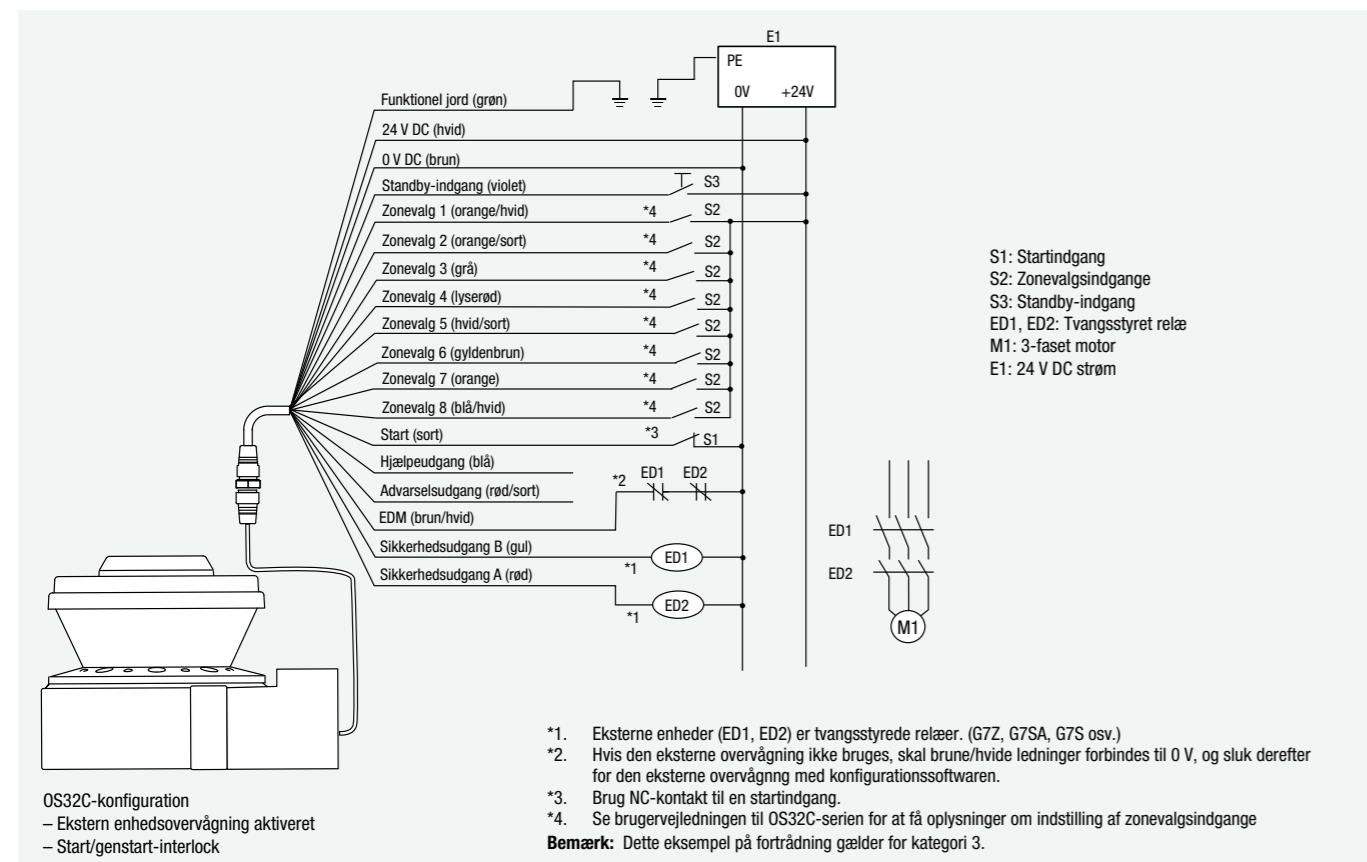 E1
PE
0V +24V
Funktionel jord (grøn)
24 V DC (hvid)
0 V DC (brun)
Standby-indgang (violet) S3
Zonevalg 1 (orange/hvid) *4 S2
Zonevalg 2 (orange/sort) *4 S2
Zonevalg 3 (grå) *4 S2
Zonevalg 4 (lyserød) *4 S2
Zonevalg 5 (hvid/sort) *4 S2
Zonevalg 6 (gyldenbrun) *4 S2
Zonevalg 7 (orange) *4 S2
Zonevalg 8 (blå/hvid) *4 S2
Start (sort) *3 S1
Hjælpeudgang (blå)
Advarselsudgang (rød/sort) *2 ED1 ED2
EDM (brun/hvid)
Sikkerhedsudgang B (gul) *1 ED1
Sikkerhedsudgang A (rød) *1 ED2
S1: Startindgang
S2: Zonevalgsindgange
S3: Standby-indgang
ED1, ED2: Tvangsstyret relæ
M1: 3-faset motor
E1: 24 V DC strøm
ED1
ED2
M1
OS32C-konfiguration
– Ekstern enhedsovervågning aktiveret
– Start/genstart-interlock
*1. Eksterne enheder (ED1, ED2) er tvangsstyrede relæer. (G7Z, G7SA, G7S osv.)
*2. Hvis den eksterne overvågning ikke bruges, skal brune/hvide ledninger forbindes til 0 V, og sluk derefter
for den eksterne overvågnng med konfigurationssoftwaren.
*3. Brug NC-kontakt til en startindgang.
*4. Se brugervejledningen til OS32C-serien for at få oplysninger om indstilling af zonevalgsindgange
Bemærk: Dette eksempel på fortrådning gælder for kategori 3.